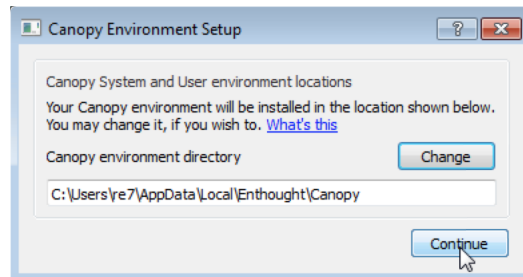 Canopy Environment Setup
?
Canopy System and User environment locations
Your Canopy environment will be installed in the location shown below.
You may change it, if you wish to. What's this
Canopy environment directory
Change
C:\Users\re7\AppData\Local\Enthought\Canopy
Continue